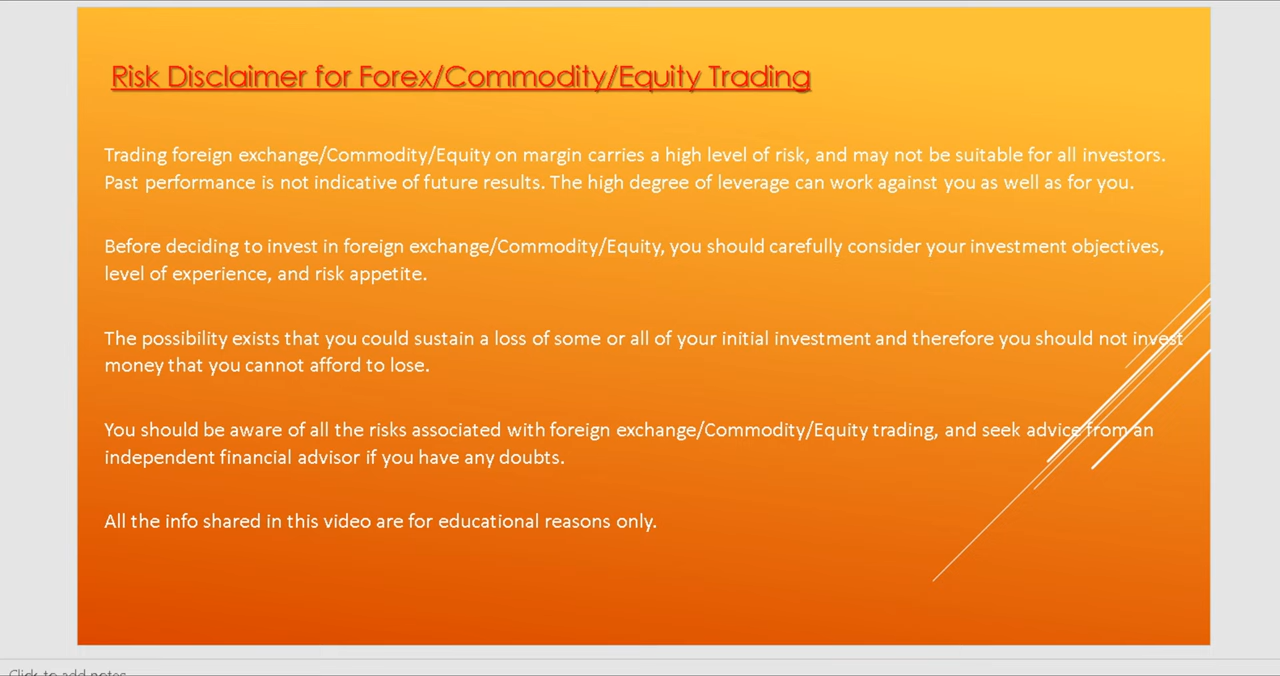 Risk Disclaimer for Forex/Commodity/Equity Trading
Trading foreign exchange/Commodity/Equity on margin carries a high level of risk, and may not be suitable for all investors.
Past performance is not indicative of future results. The high degree of leverage can work against you as well as for you.
Before deciding to invest in foreign exchange/Commodity/Equity, you should carefully consider your investment objectives,
level of experience, and risk appetite.
The possibility exists that you could sustain a loss of some or all of your initial investment and therefore you should not invest
money that you cannot afford to lose.
You should be aware of all the risks associated with foreign exchange/Commodity/Equity trading, and seek advice from an
independent financial advisor if you have any doubts.
All the info shared in this video are for educational reasons only.
Click to add notes